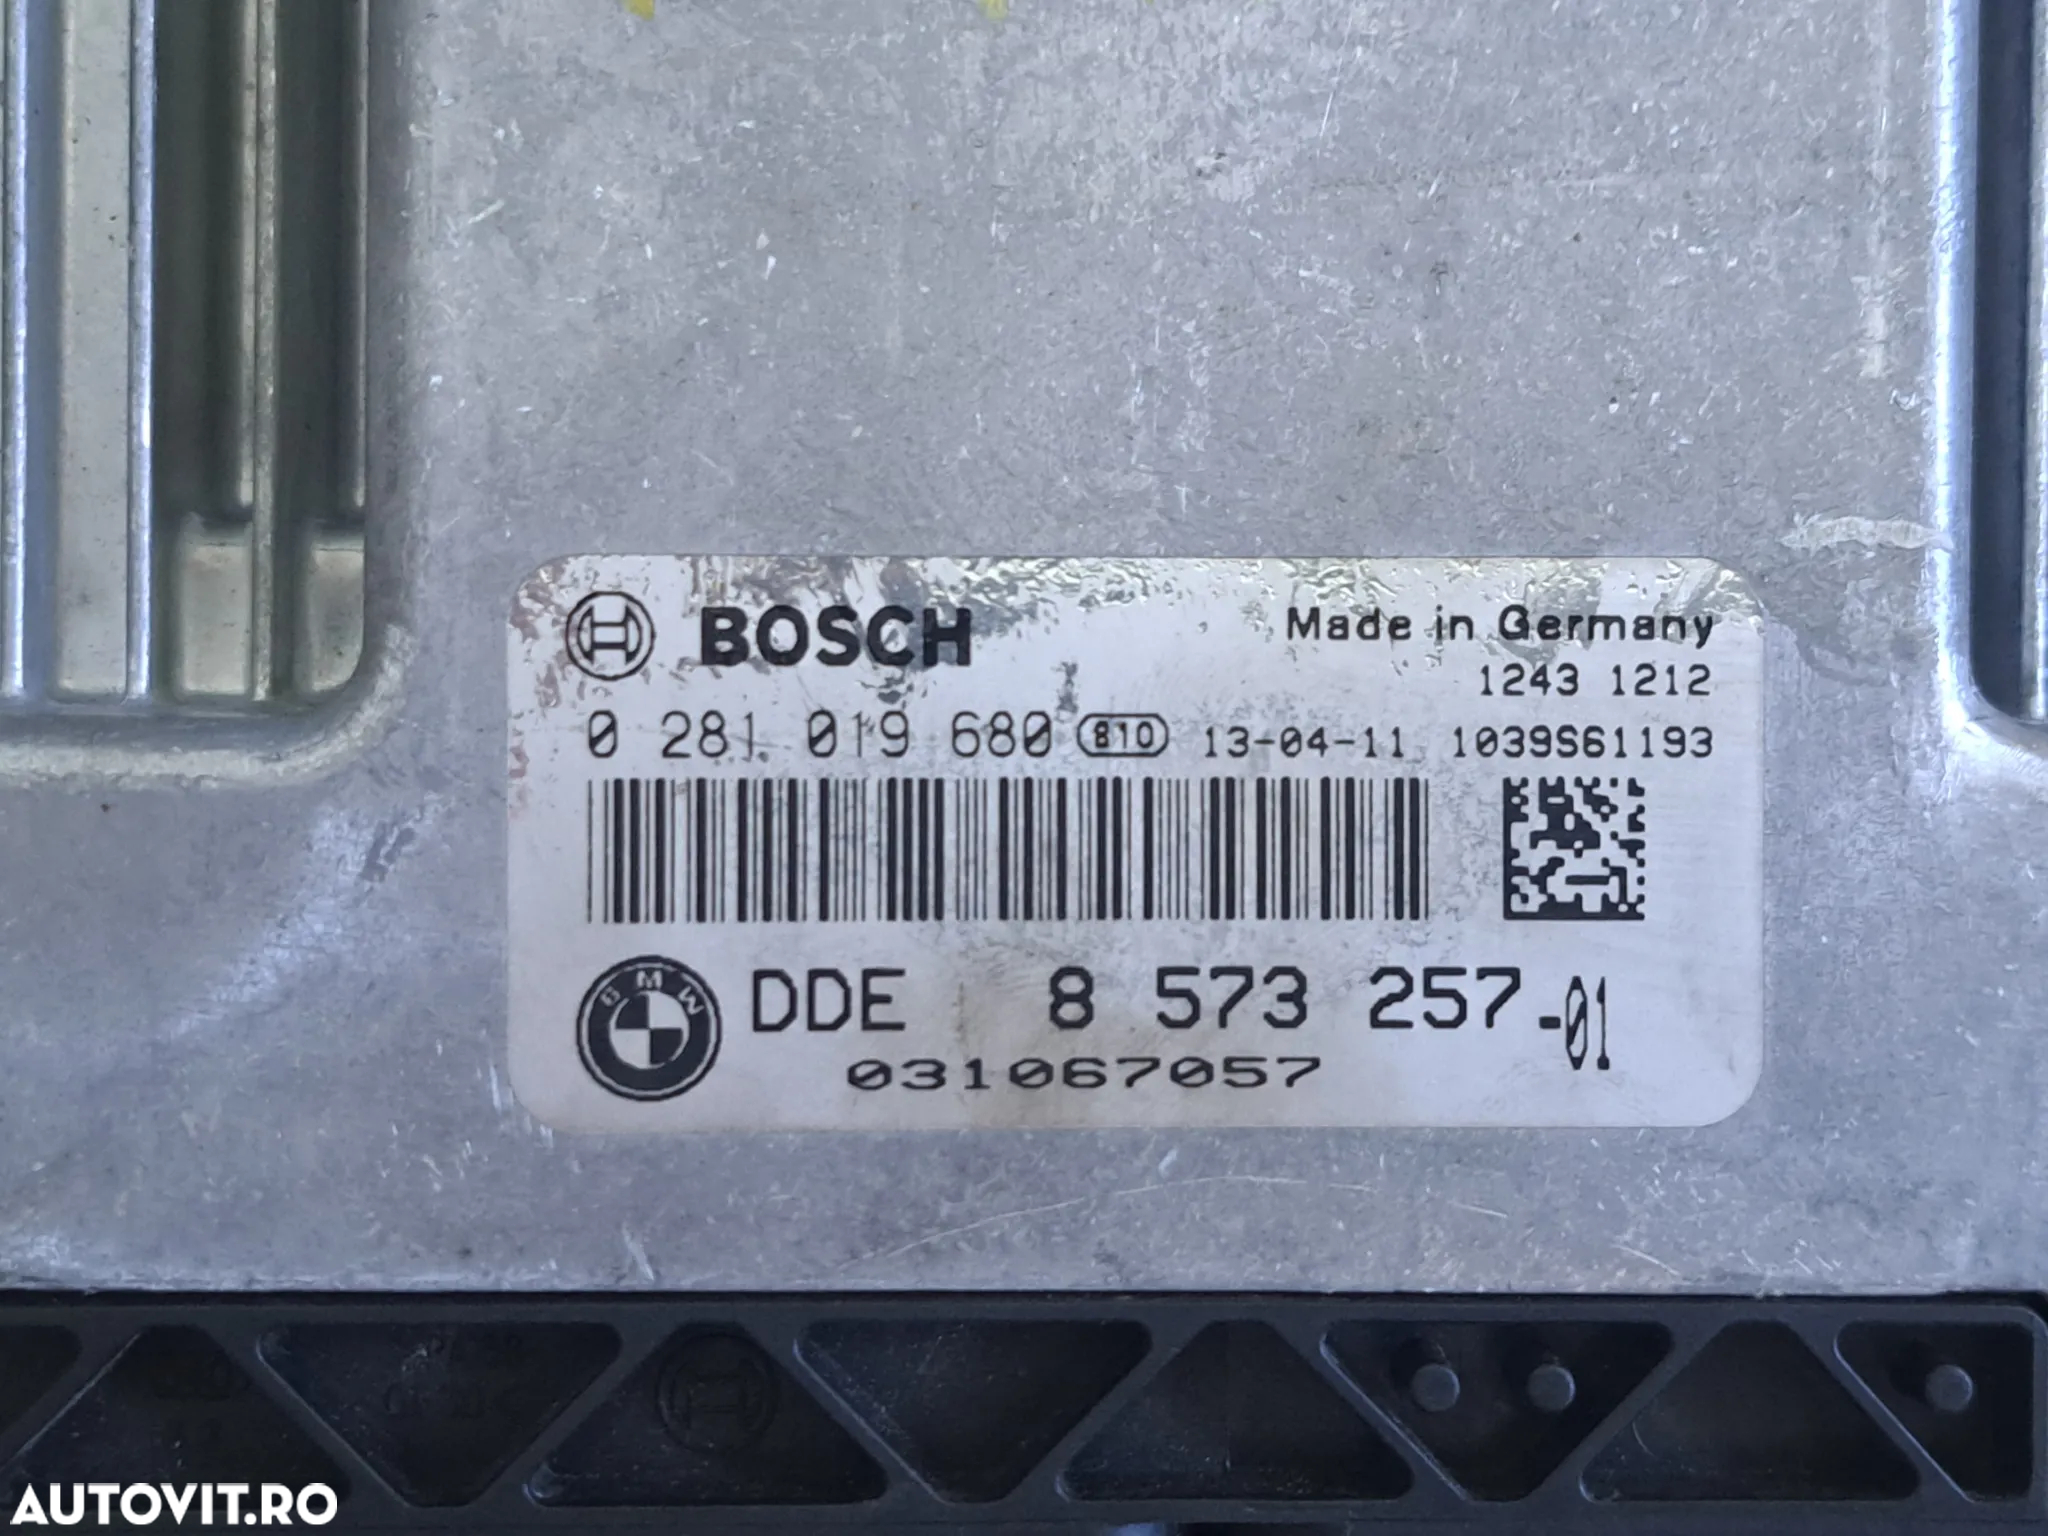 BOSCH
Made in Germany
1243 1212
0 281 019 680 810 13-04-11 1039S61193
BMW
DDE 8 573 257 -01
031067057
AUTOVIT.RO